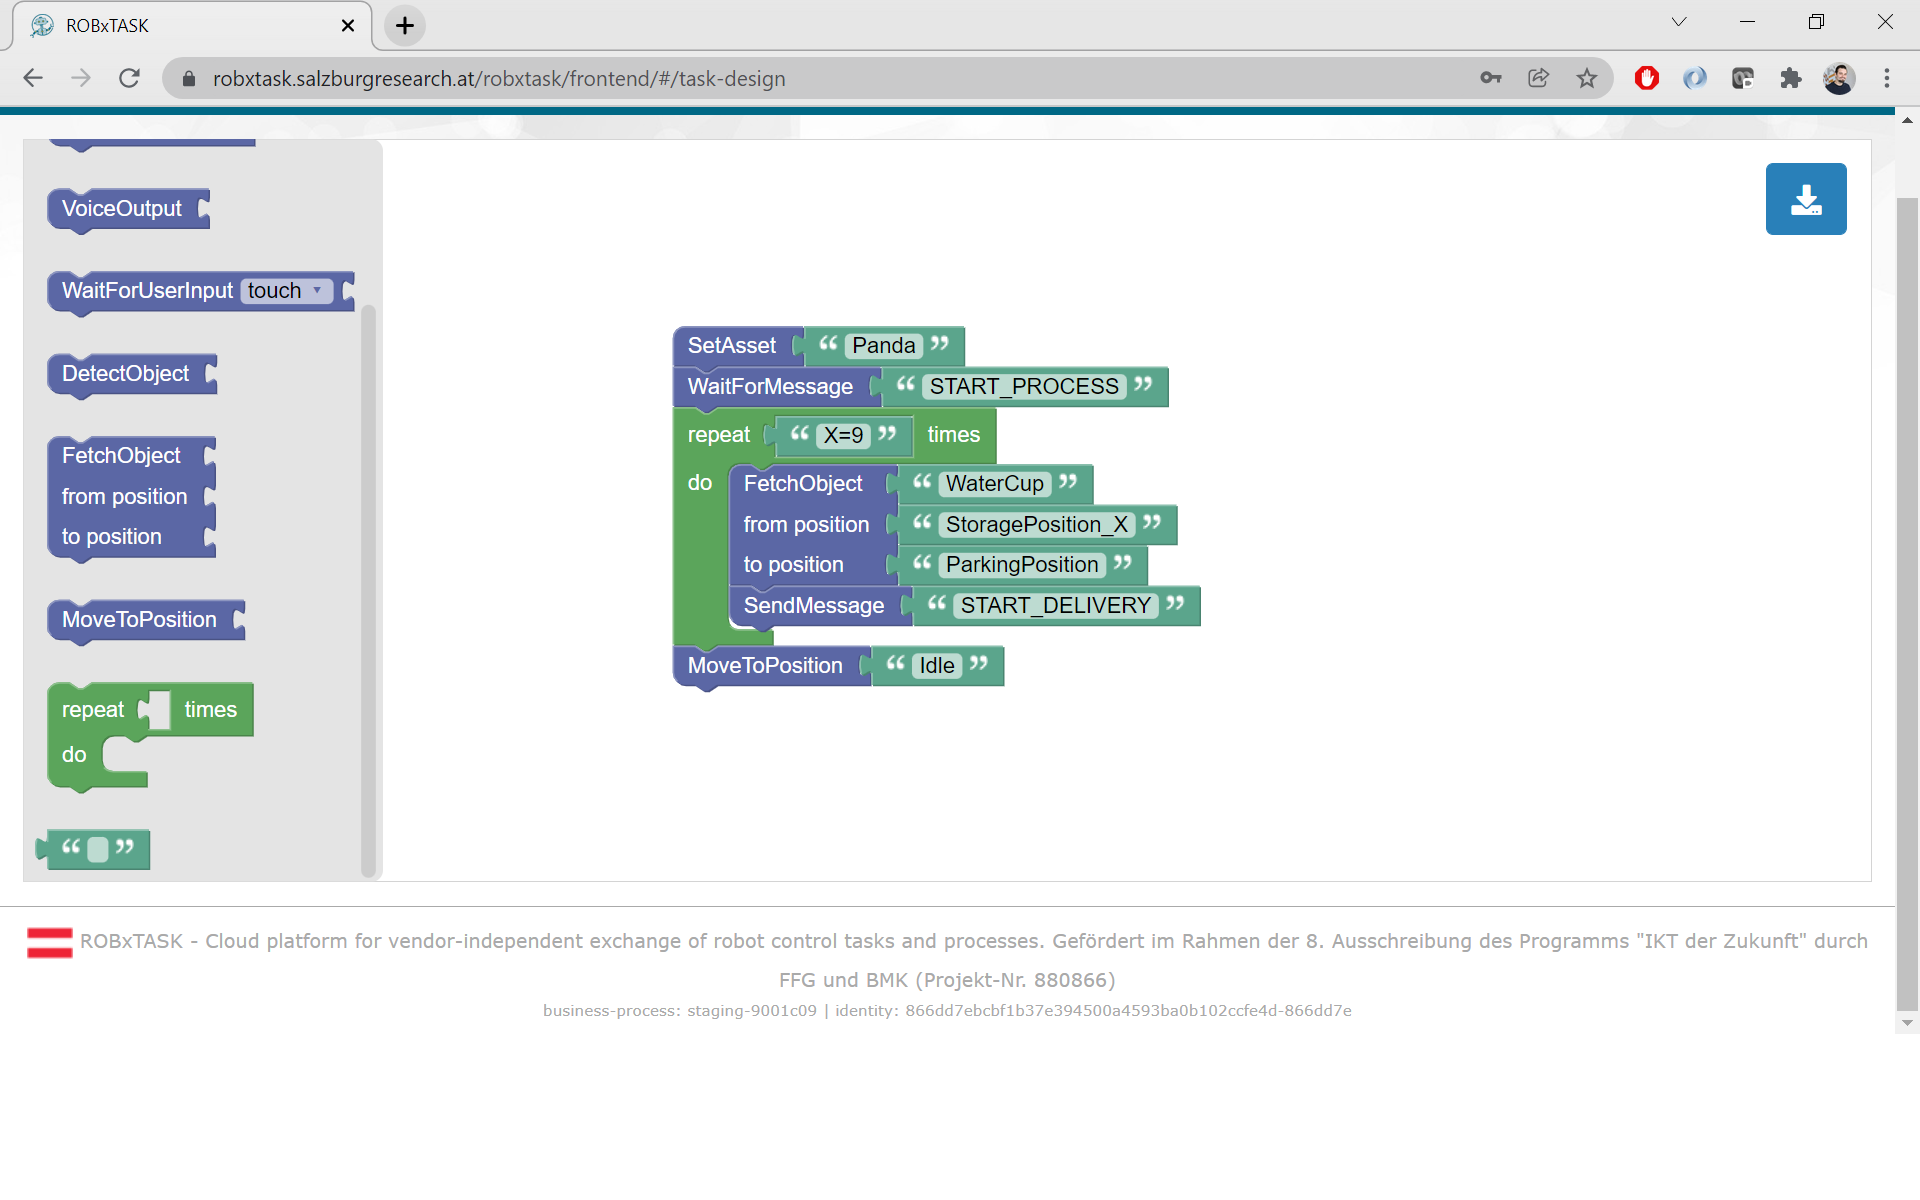 ROBxTASK
robxtask.salzburgresearch.at/robxtask/frontend/#/task-design
VoiceOutput
WaitForUserInput touch
DetectObject
FetchObject
from position
to position
MoveToPosition
repeat times
do
“ ”
SetAsset “ Panda ”
WaitForMessage “ START_PROCESS ”
repeat “ X=9 ” times
do FetchObject “ WaterCup ”
from position “ StoragePosition_X ”
to position “ ParkingPosition ”
SendMessage “ START_DELIVERY ”
MoveToPosition “ Idle ”
ROBxTASK - Cloud platform for vendor-independent exchange of robot control tasks and processes. Gefördert im Rahmen der 8. Ausschreibung des Programms "IKT der Zukunft" durch
FFG und BMK (Projekt-Nr. 880866)
business-process: staging-9001c09 | identity: 866dd7ebcbf1b37e394500a4593ba0b102ccfe4d-866dd7e